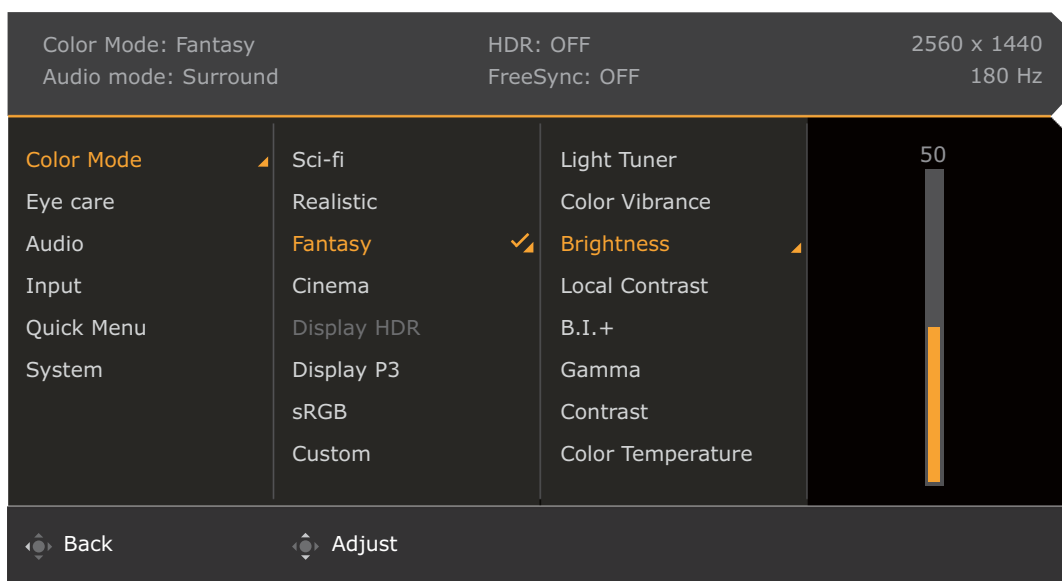 Color Mode: Fantasy
Audio mode: Surround
HDR: OFF
FreeSync: OFF
2560 x 1440
180 Hz
Color Mode
Eye care
Audio
Input
Quick Menu
System
Sci-fi
Realistic
Fantasy
Cinema
Display HDR
Display P3
sRGB
Custom
Light Tuner
Color Vibrance
Brightness
Local Contrast
B.I.+
Gamma
Contrast
Color Temperature
50
Back
Adjust